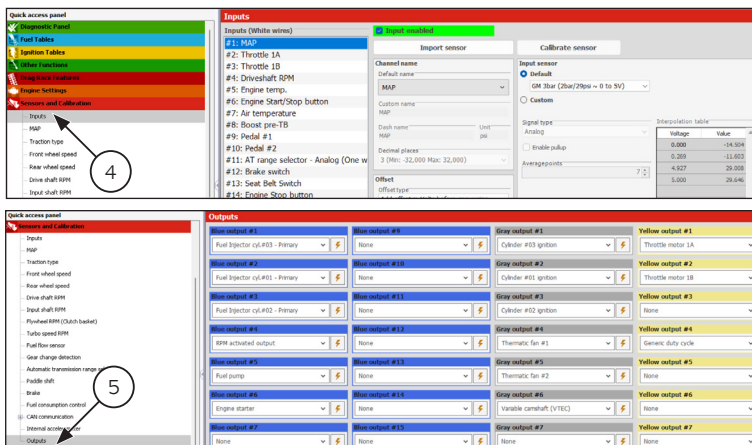 Quick access panel
Diagnostic Panel
Fuel Tables
Ignition Tables
Other Functions
Drag Race Features
Engine Settings
Sensors and Calibration
Inputs
MAP
Traction type
Front wheel speed
Rear wheel speed
Drive shaft RPM
Input shaft RPM
4
Inputs
Inputs (White wires)
#1: MAP
#2: Throttle 1A
#3: Throttle 1B
#4: Driveshaft RPM
#5: Engine temp.
#6: Engine Start/Stop button
#7: Air temperature
#8: Boost pre-TB
#9: Pedal #1
#10: Pedal #2
#11: AT range selector - Analog (One w
#12: Brake switch
#13: Seat Belt Switch
#14: Engine Stop button
Input enabled
Import sensor
Calibrate sensor
Channel name
Default name
MAP
Custom name
MAP
Dash name Unit
MAP psi
Decimal places
3 (Min: -32,000 Max: 32,000)
Offset
Offset type
Input sensor
Default
GM 3bar (2bar/29psi ~ 0 to 5V)
Custom
Signal type
Analog
Enable pullup
Averagepoints
7
Interpolation table
Voltage Value
0.000 -14.504
0.269 -11.603
4.927 29.008
5.000 29.646
Quick access panel
Sensors and Calibration
Inputs
MAP
Traction type
Front wheel speed
Rear wheel speed
Drive shaft RPM
Input shaft RPM
Flywheel RPM (Clutch basket)
Turbo speed RPM
Fuel flow sensor
Gear change detection
Automatic transmission range
Paddle shift
Brake
Fuel consumption control
CAN communication
Internal accelerometer
Outputs
5
Outputs
Blue output #1
Fuel Injector cyl.#03 - Primary
Blue output #2
Fuel Injector cyl.#01 - Primary
Blue output #3
Fuel Injector cyl.#02 - Primary
Blue output #4
RPM activated output
Blue output #5
Fuel pump
Blue output #6
Engine starter
Blue output #7
None
Blue output #9
None
Blue output #10
None
Blue output #11
None
Blue output #12
None
Blue output #13
None
Blue output #14
None
Blue output #15
None
Gray output #1
Cylinder #03 ignition
Gray output #2
Cylinder #01 ignition
Gray output #3
Cylinder #02 ignition
Gray output #4
Thermatic fan #1
Gray output #5
Thermatic fan #2
Gray output #6
Variable camshaft (VTEC)
Gray output #7
None
Yellow output #1
Throttle motor 1A
Yellow output #2
Throttle motor 1B
Yellow output #3
None
Yellow output #4
Generic duty cycle
Yellow output #5
None
Yellow output #6
None
Yellow output #7
None